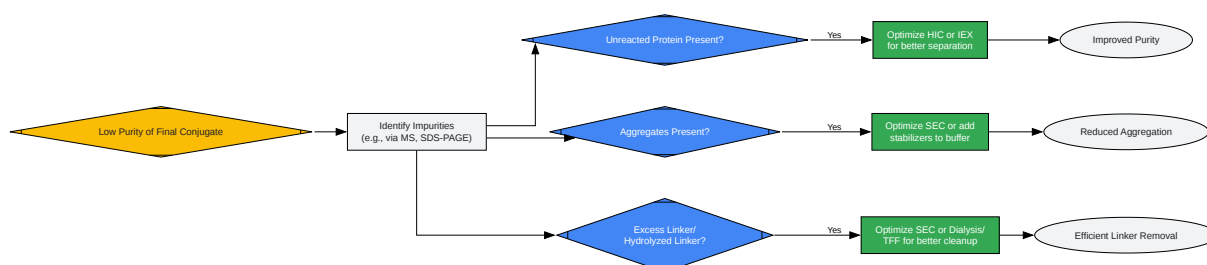 Unreacted Protein Present?
Yes
Optimize HIC or IEX
for better separation
Improved Purity
Low Purity of Final Conjugate
Identify Impurities
(e.g., via MS, SDS-PAGE)
Aggregates Present?
Yes
Optimize SEC or add
stabilizers to buffer
Reduced Aggregation
Excess Linker/
Hydrolyzed Linker?
Yes
Optimize SEC or Dialysis/
TFF for better cleanup
Efficient Linker Removal